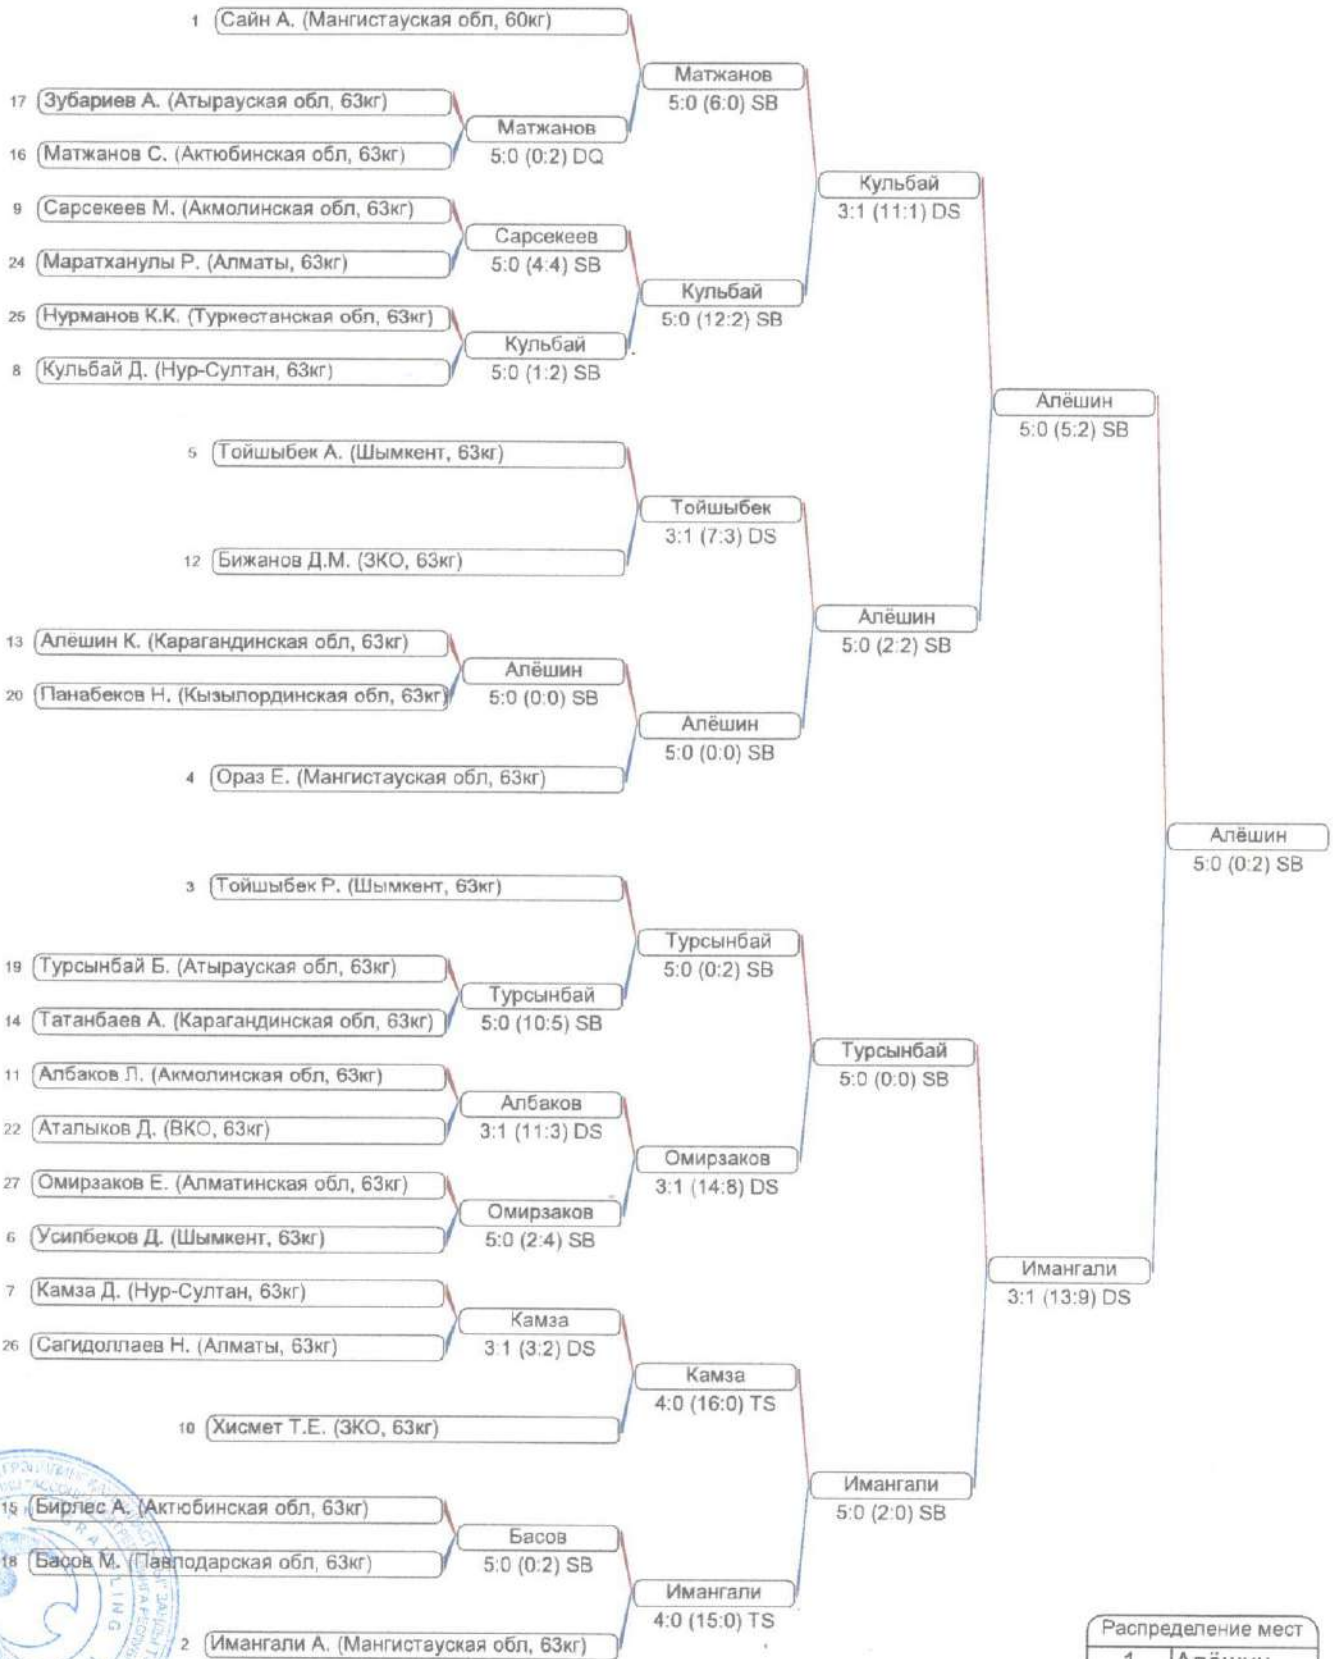 1 Сайн А. (Мангистауская обл, 60кг)
Матжанов
5:0 (6:0) SB
17 Зубариев А. (Атырауская обл, 63кг)
Матжанов
5:0 (0:2) DQ
16 Матжанов С. (Актюбинская обл, 63кг)
Кульбай
3:1 (11:1) DS
9 Сарсекеев М. (Акмолинская обл, 63кг)
Сарсекеев
5:0 (4:4) SB
24 Маратханулы Р. (Алматы, 63кг)
Кульбай
5:0 (12:2) SB
25 Нурманов К.К. (Туркестанская обл, 63кг)
Кульбай
5:0 (1:2) SB
8 Кульбай Д. (Нур-Султан, 63кг)
Алёшин
5:0 (5:2) SB
5 Тойшыбек А. (Шымкент, 63кг)
Тойшыбек
3:1 (7:3) DS
12 Бижанов Д.М. (ЗКО, 63кг)
Алёшин
5:0 (2:2) SB
13 Алёшин К. (Карагандинская обл, 63кг)
Алёшин
5:0 (0:0) SB
20 Панабеков Н. (Кызылординская обл, 63кг)
Алёшин
5:0 (0:0) SB
4 Ораз Е. (Мангистауская обл, 63кг)
Алёшин
5:0 (0:2) SB
3 Тойшыбек Р. (Шымкент, 63кг)
Турсынбай
5:0 (0:2) SB
19 Турсынбай Б. (Атырауская обл, 63кг)
Турсынбай
5:0 (10:5) SB
14 Татанбаев А. (Карагандинская обл, 63кг)
Турсынбай
5:0 (0:0) SB
11 Албаков Л. (Акмолинская обл, 63кг)
Албаков
3:1 (11:3) DS
22 Аталыков Д. (ВКО, 63кг)
Омирзаков
3:1 (14:8) DS
27 Омирзаков Е. (Алматинская обл, 63кг)
Омирзаков
5:0 (2:4) SB
6 Усипбеков Д. (Шымкент, 63кг)
Имангали
3:1 (13:9) DS
7 Камза Д. (Нур-Султан, 63кг)
Камза
3:1 (3:2) DS
26 Сагидоллаев Н. (Алматы, 63кг)
Камза
4:0 (16:0) TS
10 Хисмет Т.Е. (ЗКО, 63кг)
Имангали
5:0 (2:0) SB
15 Бирлес А. (Актюбинская обл, 63кг)
Басов
5:0 (0:2) SB
18 Басов М. (Павлодарская обл, 63кг)
Имангали
4:0 (15:0) TS
2 Имангали А. (Мангистауская обл, 63кг)
Распределение мест
1 Алёшин